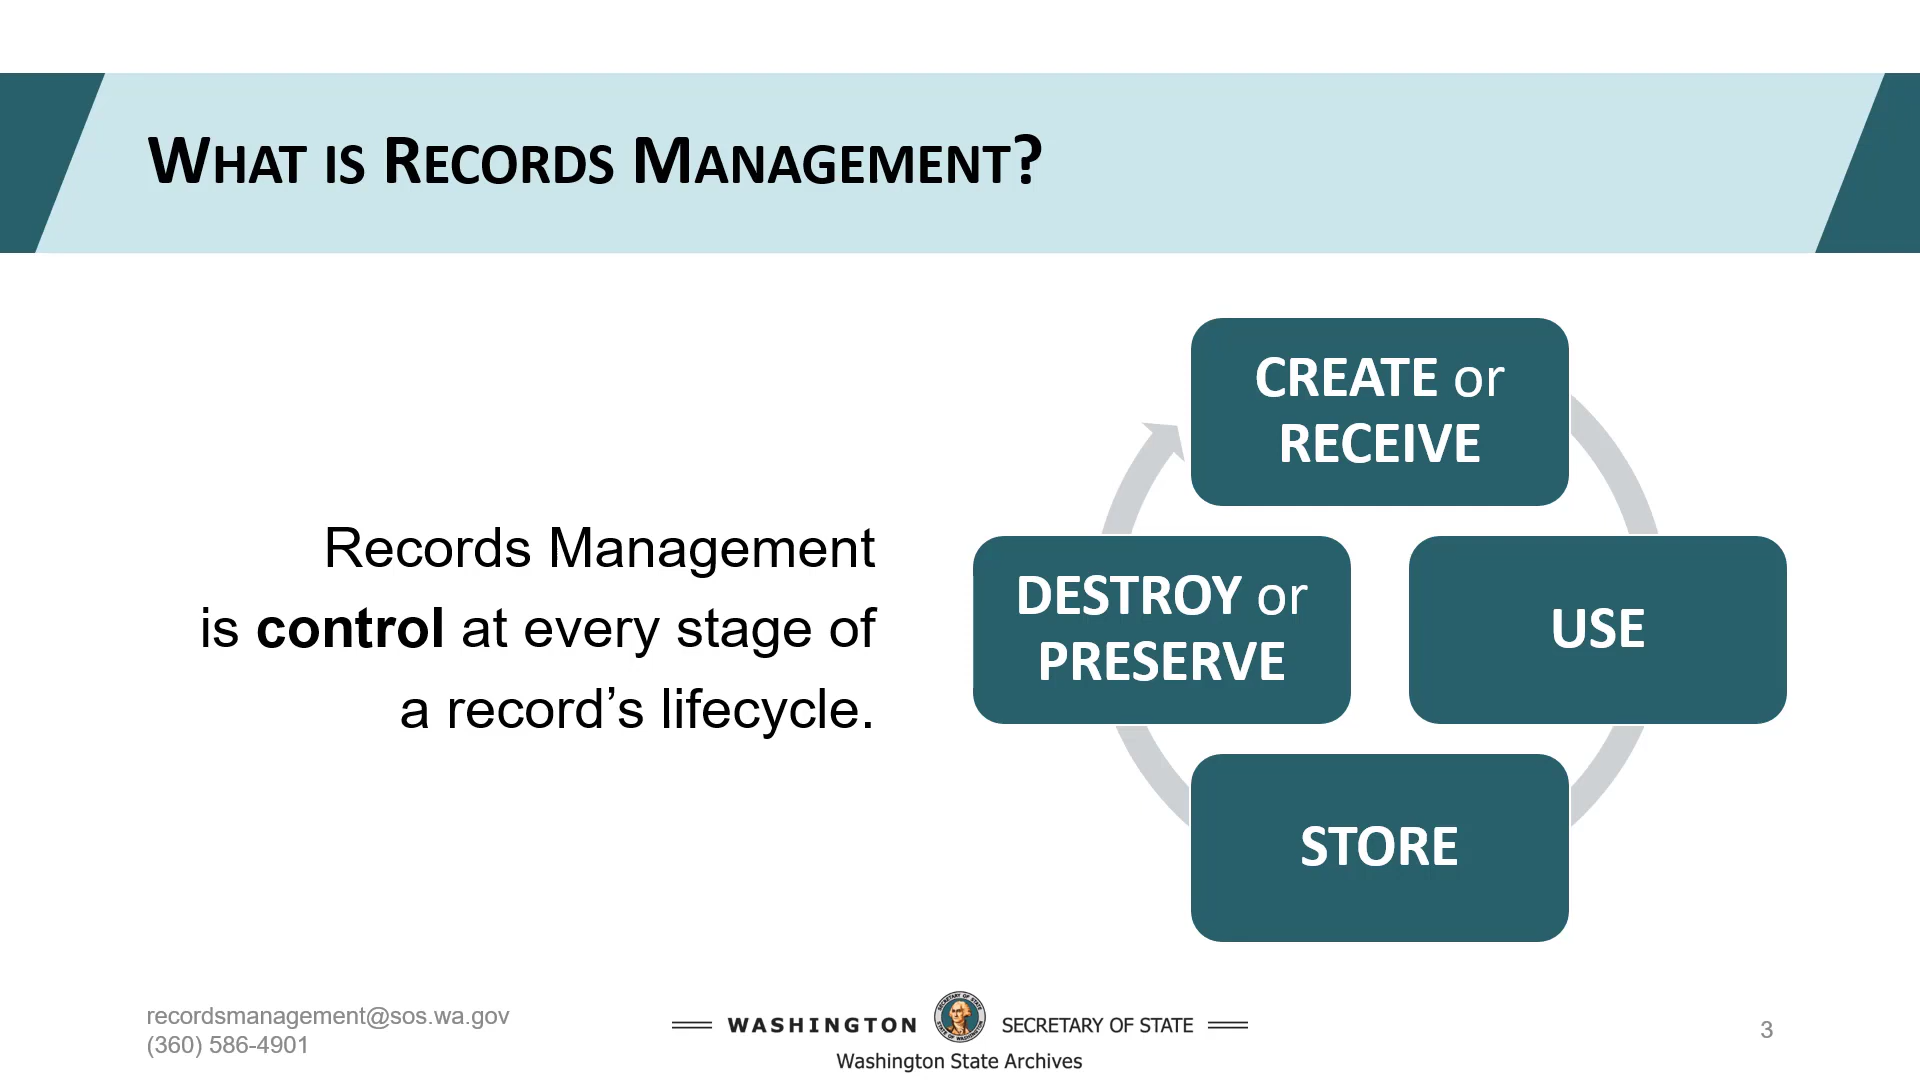 WHAT IS RECORDS MANAGEMENT?
Records Management
is control at every stage of
a record’s lifecycle.
CREATE or
RECEIVE
USE
STORE
DESTROY or
PRESERVE
recordsmanagement@sos.wa.gov
(360) 586-4901
WASHINGTON SECRETARY OF STATE
Washington State Archives
3